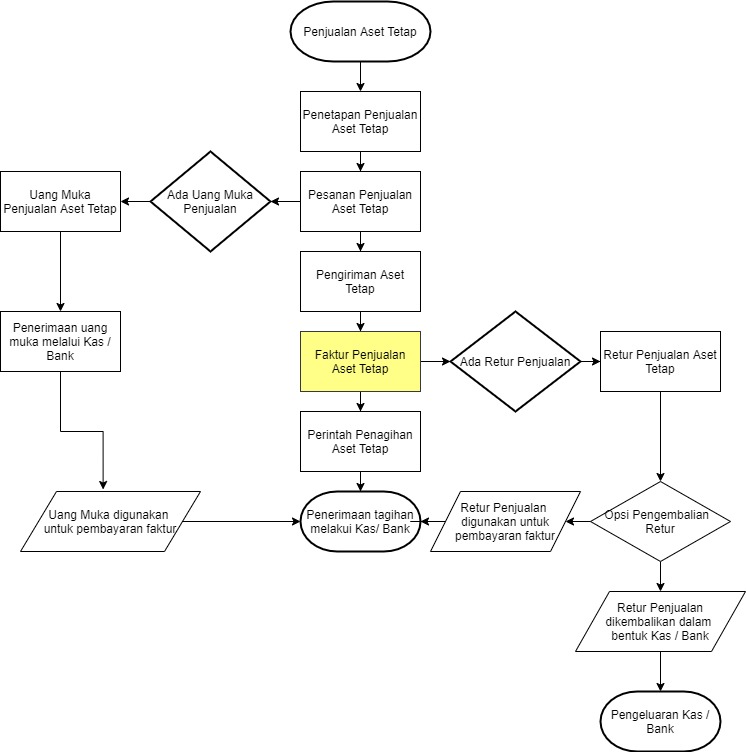 Penjualan Aset Tetap
Penetapan Penjualan
Aset Tetap
Uang Muka
Penjualan Aset Tetap
Ada Uang Muka
Penjualan
Pesanan Penjualan
Aset Tetap
Pengiriman Aset
Tetap
Penerimaan uang
muka melalui Kas /
Bank
Faktur Penjualan
Aset Tetap
Ada Retur Penjualan
Retur Penjualan Aset
Tetap
Perintah Penagihan
Aset Tetap
Uang Muka digunakan
untuk pembayaran faktur
Penerimaan tagihan
melakui Kas/ Bank
Retur Penjualan
digunakan untuk
pembayaran faktur
Opsi Pengembalian
Retur
Retur Penjualan
dikembalikan dalam
bentuk Kas / Bank
Pengeluaran Kas /
Bank